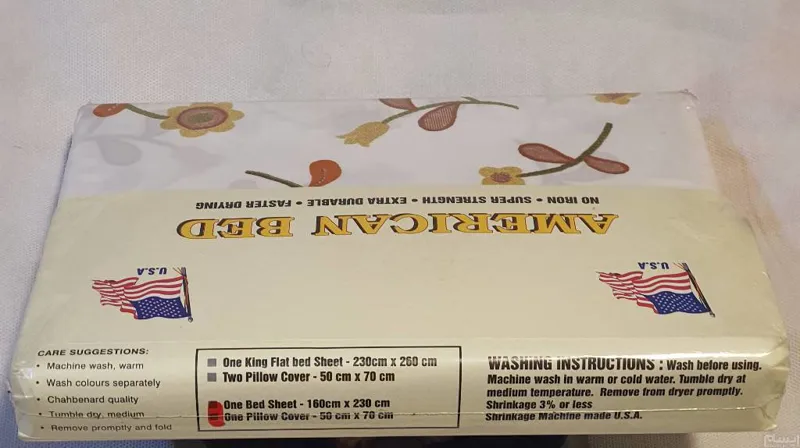 NO IRON • SUPER STRENGTH • EXTRA DURABLE • FASTER DRYING
AMERICAN BED
U.S.A
U.S.A
CARE SUGGESTIONS:
• Machine wash, warm
• Wash colours separately
• Chahbenard quality
• Tumble dry, medium
• Remove promptly and fold
One King Flat bed Sheet - 230cm x 260 cm
Two Pillow Cover - 50 cm x 70 cm
One Bed Sheet - 160cm x 230 cm
One Pillow Cover - 50 cm x 70 cm
WASHING INSTRUCTIONS : Wash before using.
Machine wash in warm or cold water. Tumble dry at
medium temperature. Remove from dryer promptly.
Shrinkage 3% or less
Shrinkage Machine made U.S.A.